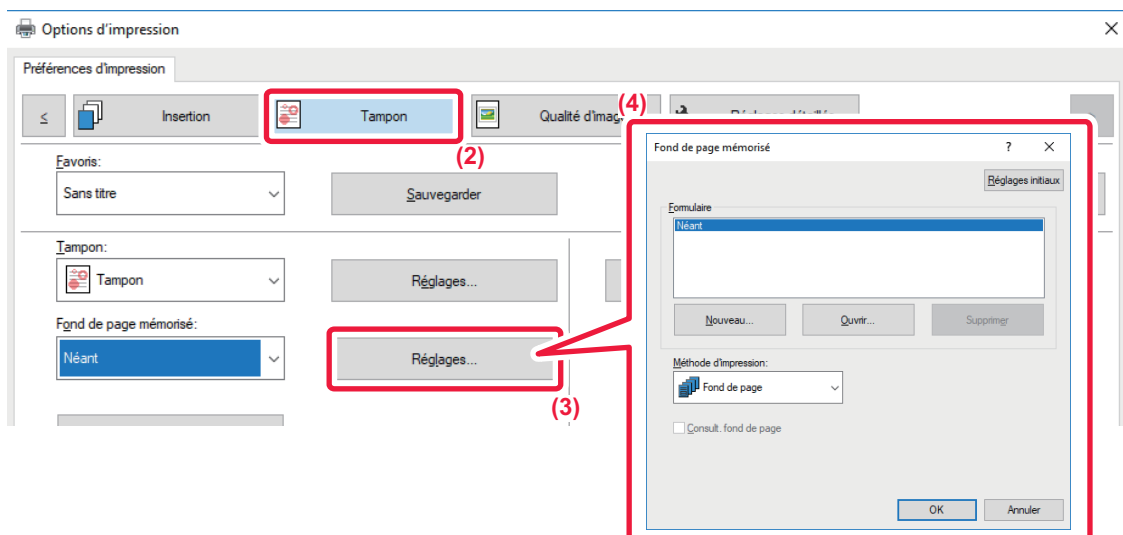 Options d'impression
Préférences d'impression
<
Insertion
Tampon
Qualité d'imag
(2)
Favoris:
Sans titre
Sauvegarder
Tampon:
Tampon
Réglages...
Fond de page mémorisé:
Néant
Réglages...
(3)
(4)
Fond de page mémorisé
?
Réglages initiaux
Formulaire
Néant
Nouveau...
Ouvrir...
Supprimer
Méthode d'impression:
Fond de page
Consult. fond de page
OK
Annuler